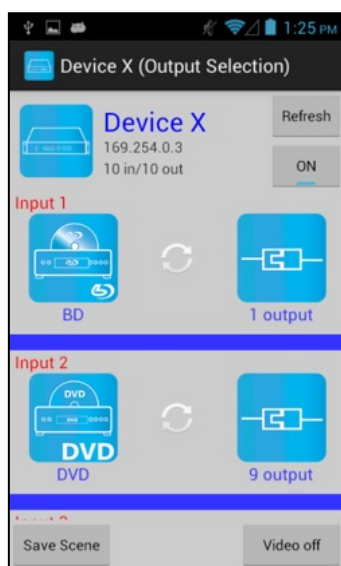 1:25 PM
Device X (Output Selection)
Device X
169.254.0.3
10 in/10 out
Refresh
ON
Input 1
BD
1 output
Input 2
DVD
DVD
DVD
9 output
Save Scene
Video off